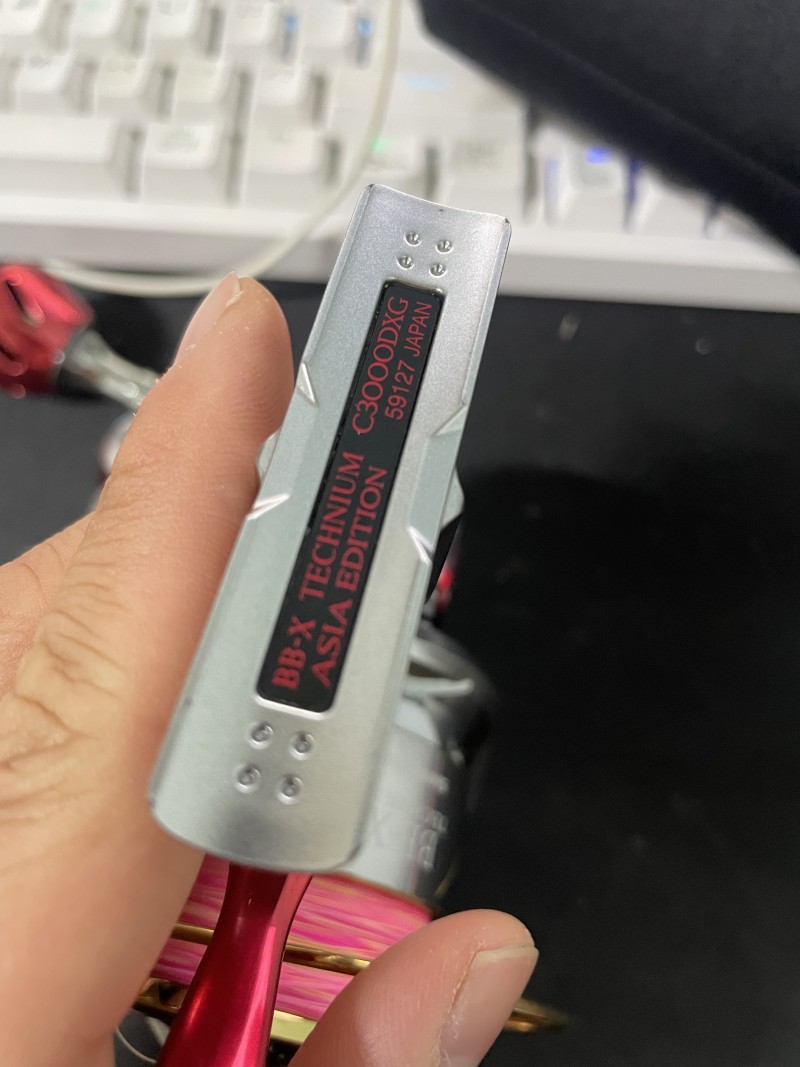 BB-X TECHNIUM C3000DXG
ASIA EDITION 59127 JAPAN